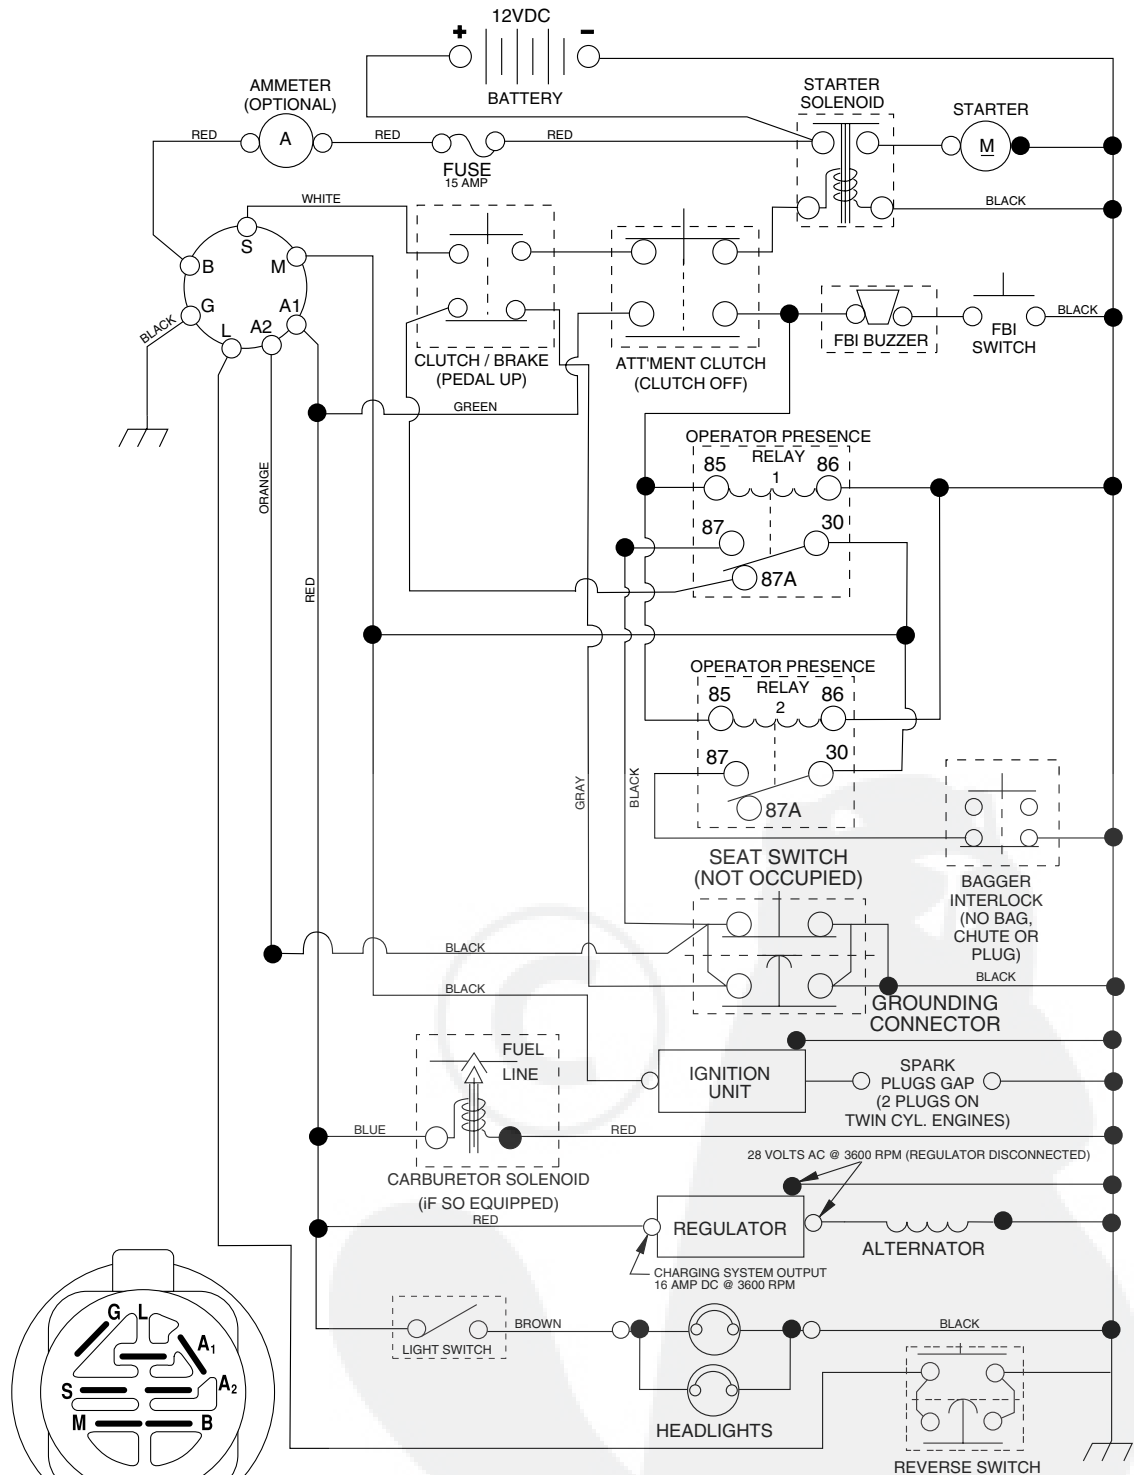 12VDC
+
−
BATTERY
AMMETER
(OPTIONAL)
STARTER
SOLENOID
STARTER
RED
A
RED
RED
M
FUSE
15 AMP
WHITE
BLACK
S
B
M
G
A1
L
A2
BLACK
CLUTCH / BRAKE
(PEDAL UP)
ATT'MENT CLUTCH
(CLUTCH OFF)
FBI BUZZER
FBI
SWITCH
BLACK
GREEN
OPERATOR PRESENCE
RELAY
1
85
86
87
30
87A
ORANGE
RED
OPERATOR PRESENCE
RELAY
2
85
86
87
30
87A
GRAY
BLACK
SEAT SWITCH
(NOT OCCUPIED)
BAGGER
INTERLOCK
(NO BAG,
CHUTE OR
PLUG)
BLACK
BLACK
BLACK
GROUNDING
CONNECTOR
C
FUEL
LINE
IGNITION
UNIT
SPARK
PLUGS GAP
(2 PLUGS ON
TWIN CYL. ENGINES)
BLUE
RED
CARBURETOR SOLENOID
(iF SO EQUIPPED)
28 VOLTS AC @ 3600 RPM (REGULATOR DISCONNECTED)
RED
REGULATOR
ALTERNATOR
CHARGING SYSTEM OUTPUT
16 AMP DC @ 3600 RPM
LIGHT SWITCH
BROWN
BLACK
HEADLIGHTS
REVERSE SWITCH
G
L
A1
A2
S
M
B